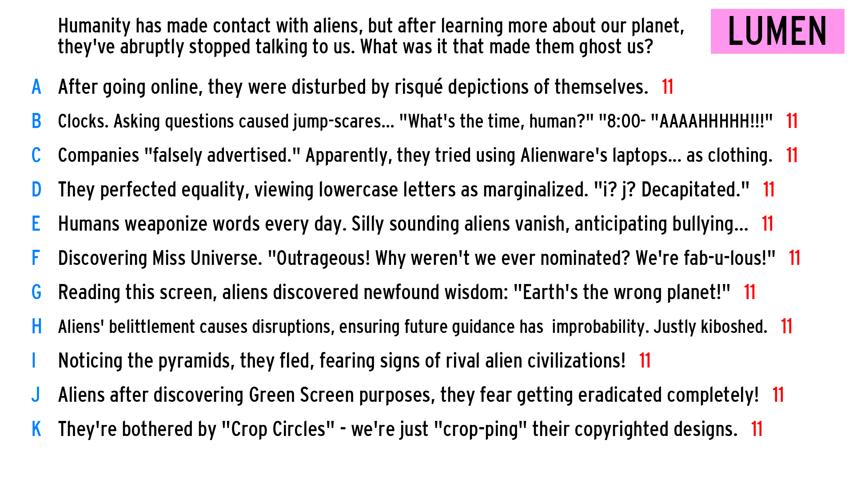 Humanity has made contact with aliens, but after learning more about our planet,
they've abruptly stopped talking to us. What was it that made them ghost us?
LUMEN
A After going online, they were disturbed by risqué depictions of themselves. 11
B Clocks. Asking questions caused jump-scares... "What's the time, human?" "8:00- "AAAAHHHHH!!!" 11
C Companies "falsely advertised." Apparently, they tried using Alienware's laptops... as clothing. 11
D They perfected equality, viewing lowercase letters as marginalized. "i? j? Decapitated." 11
E Humans weaponize words every day. Silly sounding aliens vanish, anticipating bullying... 11
F Discovering Miss Universe. "Outrageous! Why weren't we ever nominated? We're fab-u-lous!" 11
G Reading this screen, aliens discovered newfound wisdom: "Earth's the wrong planet!" 11
H Aliens' belittlement causes disruptions, ensuring future guidance has improbability. Justly kiboshed. 11
I Noticing the pyramids, they fled, fearing signs of rival alien civilizations! 11
J Aliens after discovering Green Screen purposes, they fear getting eradicated completely! 11
K They're bothered by "Crop Circles" - we're just "crop-ping" their copyrighted designs. 11